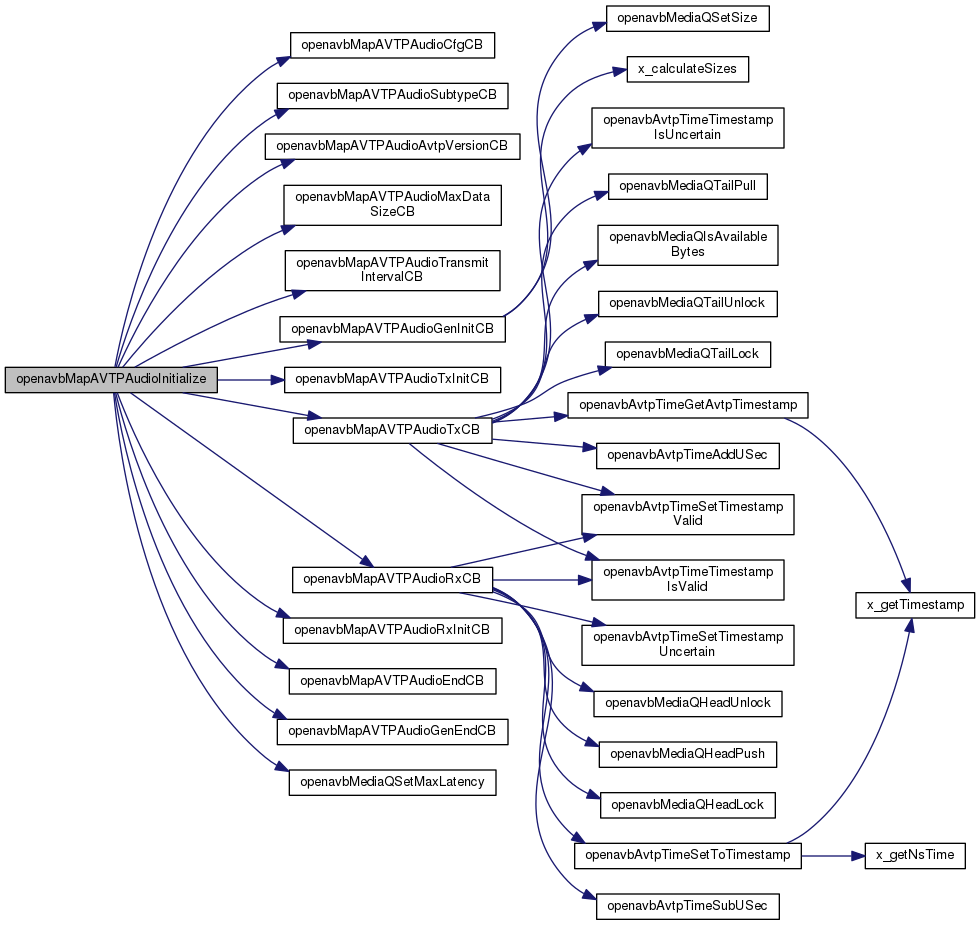 openavbMapAVTPAudioInitialize
openavbMapAVTPAudioCfgCB
openavbMapAVTPAudioSubtypeCB
openavbMapAVTPAudioAvtpVersionCB
openavbMapAVTPAudioMaxData
SizeCB
openavbMapAVTPAudioTransmit
IntervalCB
openavbMapAVTPAudioGenInitCB
openavbMapAVTPAudioTxInitCB
openavbMapAVTPAudioTxCB
openavbMapAVTPAudioRxCB
openavbMapAVTPAudioRxInitCB
openavbMapAVTPAudioEndCB
openavbMapAVTPAudioGenEndCB
openavbMediaQSetMaxLatency
openavbMediaQSetSize
x_calculateSizes
openavbAvtpTimeTimestamp
IsUncertain
openavbMediaQTailPull
openavbMediaQIsAvailable
Bytes
openavbMediaQTailUnlock
openavbMediaQTailLock
openavbAvtpTimeGetAvtpTimestamp
openavbAvtpTimeAddUSec
openavbAvtpTimeSetTimestamp
Valid
openavbAvtpTimeTimestamp
IsValid
openavbAvtpTimeSetTimestamp
Uncertain
openavbMediaQHeadUnlock
openavbMediaQHeadPush
openavbMediaQHeadLock
openavbAvtpTimeSetToTimestamp
openavbAvtpTimeSubUSec
x_getTimestamp
x_getNsTime